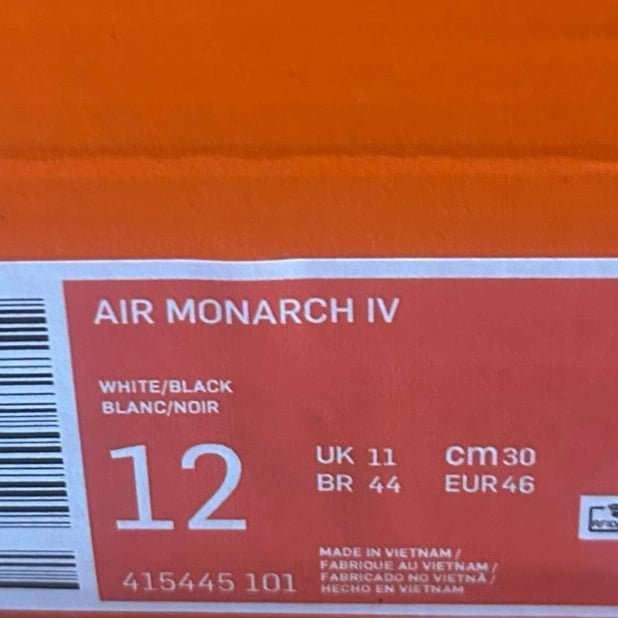 AIR MONARCH IV
WHITE/BLACK
BLANC/NOIR
12
UK 11 cm 30
BR 44 EUR 46
MADE IN VIETNAM /
FABRIQUE AU VIETNAM /
FABRICADO NO VIETNÃ /
HECHO EN VIETNAM
415445 101
RFID